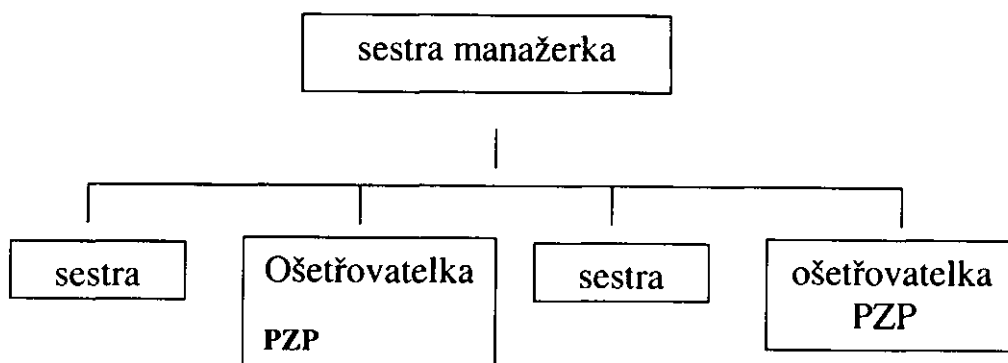 sestra manažerka
sestra
Ošetřovatelka
PZP
sestra
ošetřovatelka
PZP